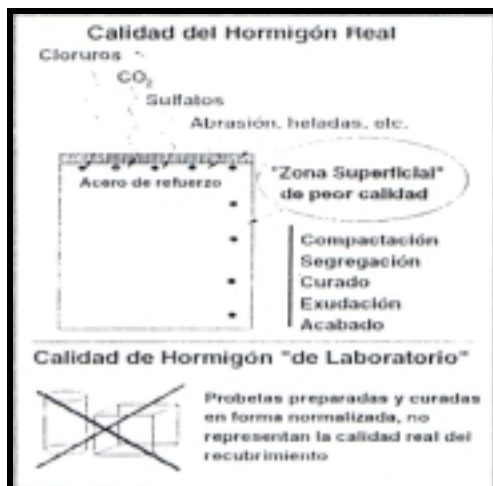 Calidad del Hormigón Real
Cloruros
CO₂
Sulfatos
Abrasión, heladas, etc.
Acero de refuerzo
"Zona Superficial"
de peor calidad
Compactación
Segregación
Curado
Exudación
Acabado
Calidad de Hormigón "de Laboratorio"
Probetas preparadas y curadas
en forma normalizada, no
representan la calidad real del
recubrimiento